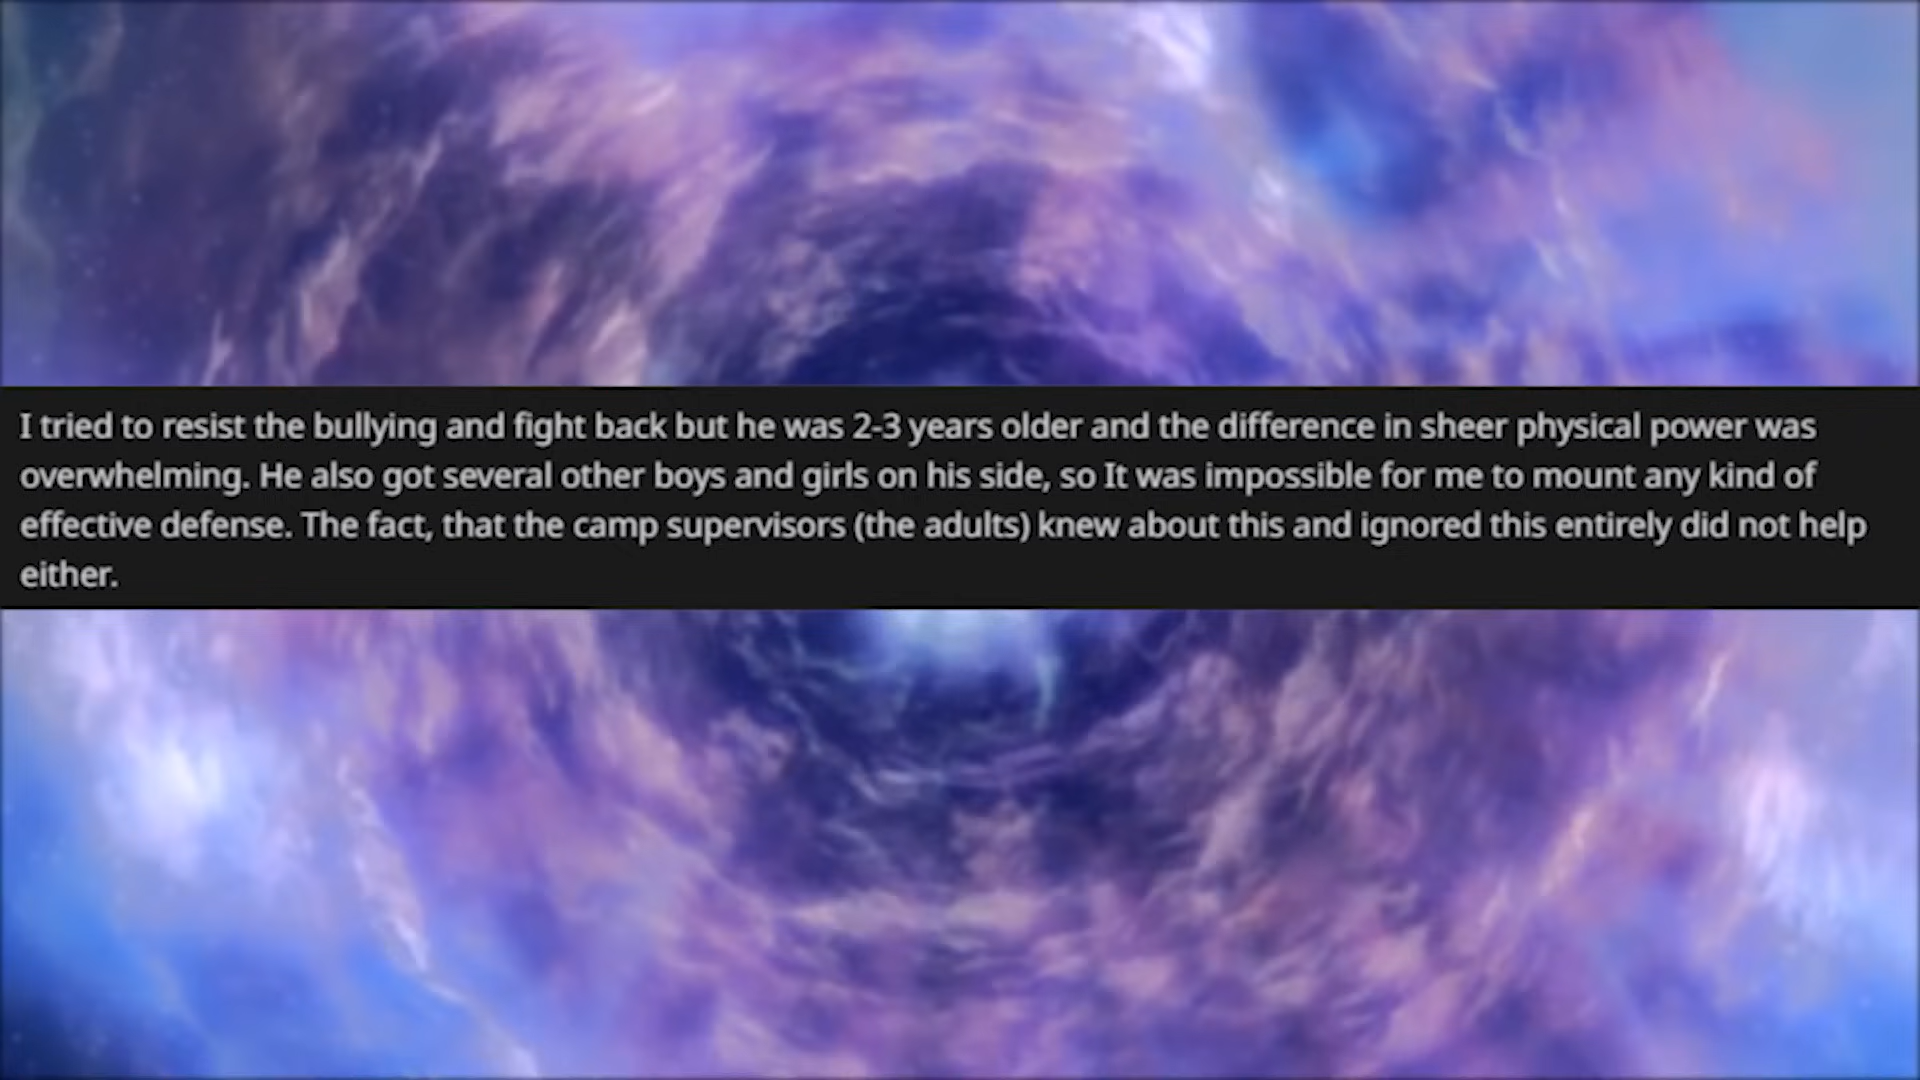 I tried to resist the bullying and fight back but he was 2-3 years older and the difference in sheer physical power was
overwhelming. He also got several other boys and girls on his side, so It was impossible for me to mount any kind of
effective defense. The fact, that the camp supervisors (the adults) knew about this and ignored this entirely did not help
either.